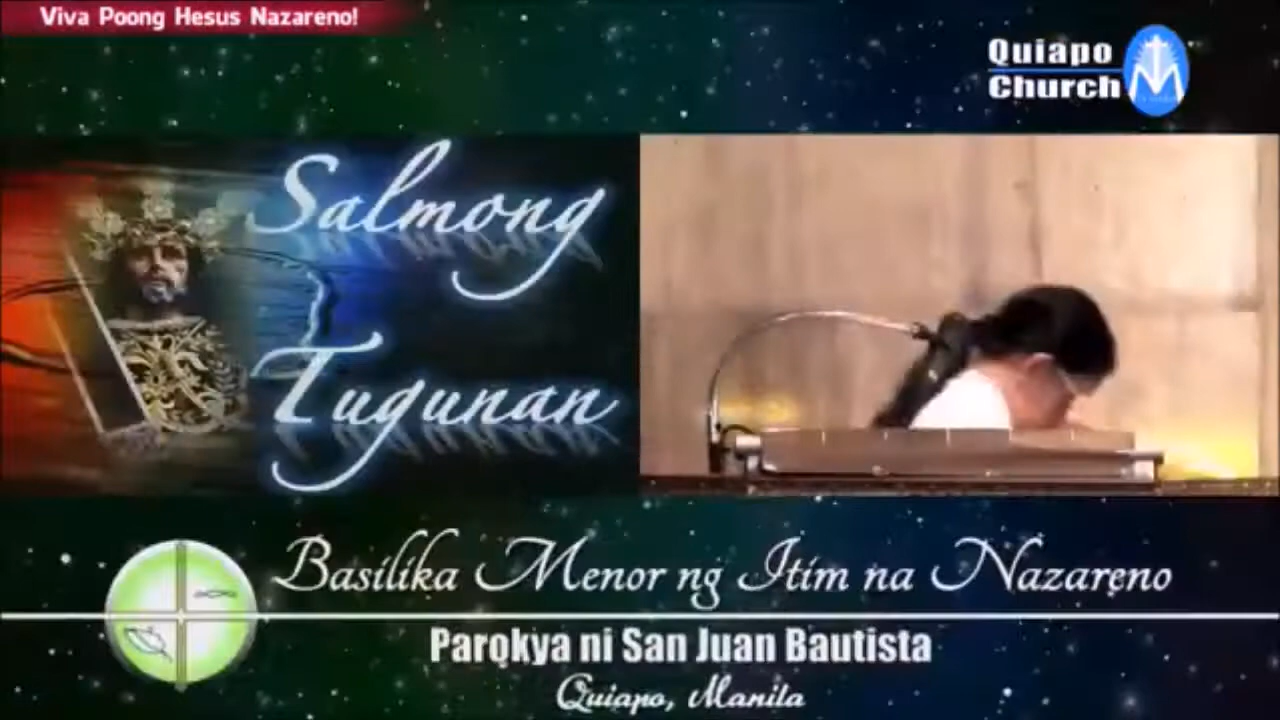 Viva Poong Hesus Nazareno!
Quiapo
Church
Salmong
Tugunan
Basilika Menor ng Itim na Nazareno
Parokya ni San Juan Bautista
Quiapo, Manila